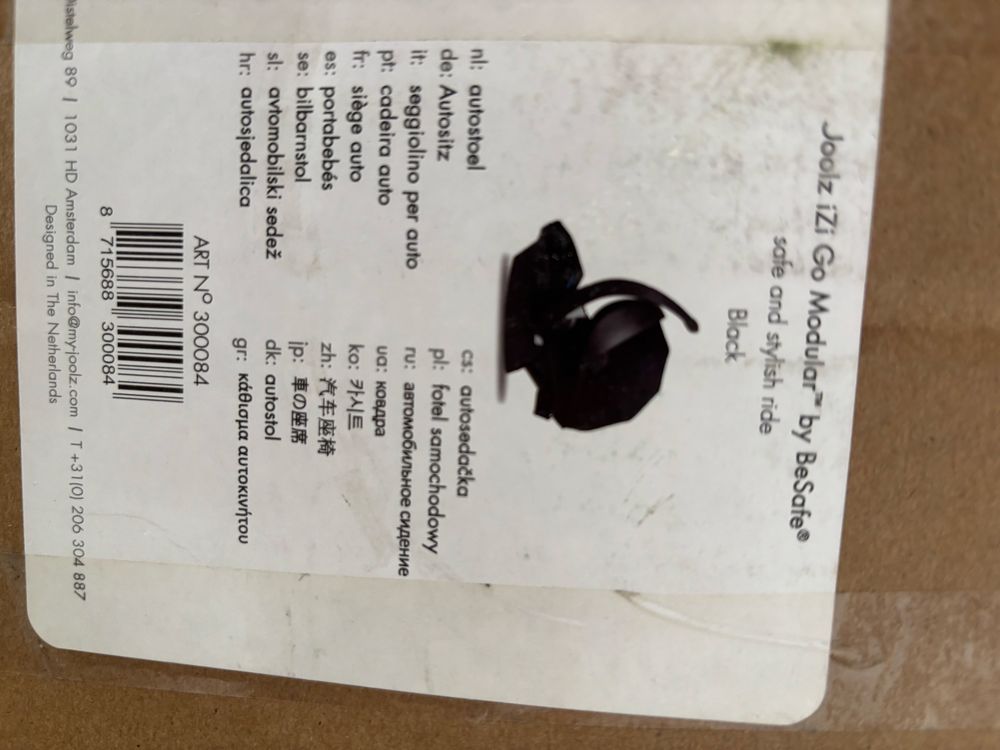 Joolz iZi Go Modular™ by BeSafe®
safe and stylish ride
Black
nl: autostoel
de: Autositz
it: seggiolino per auto
pt: cadeira auto
fr: siège auto
es: portabebés
se: bilbarnstol
sl: avtomobilski sedež
hr: autosjedalica
cs: autosedačka
pl: fotel samochodowy
ru: автомобильное сидение
ua: ковдра
ko: 카시트
zh: 汽车座椅
jp: 車の座席
dk: autostol
gr: κάθισμα αυτοκινήτου
ART Nº 300084
8 715688 300084
89 | 1031 HD Amsterdam | info@my-joolz.com | T +31(0) 206 304 887
Designed in The Netherlands